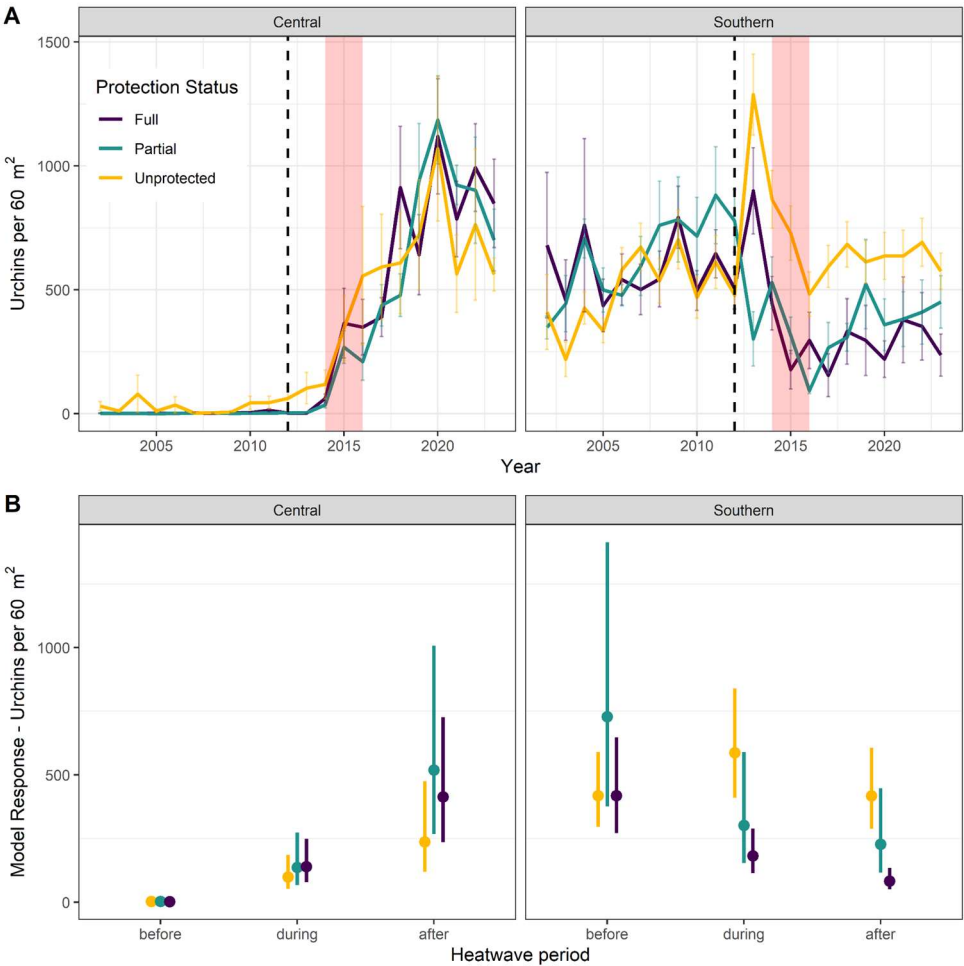 A
Central
Southern
Urchins per 60 m²
1500
1000
500
0
Protection Status
Full
Partial
Unprotected
2005
2010
2015
2020
2005
2010
2015
2020
Year
B
Central
Southern
Model Response - Urchins per 60 m²
1000
500
0
before
during
after
before
during
after
Heatwave period